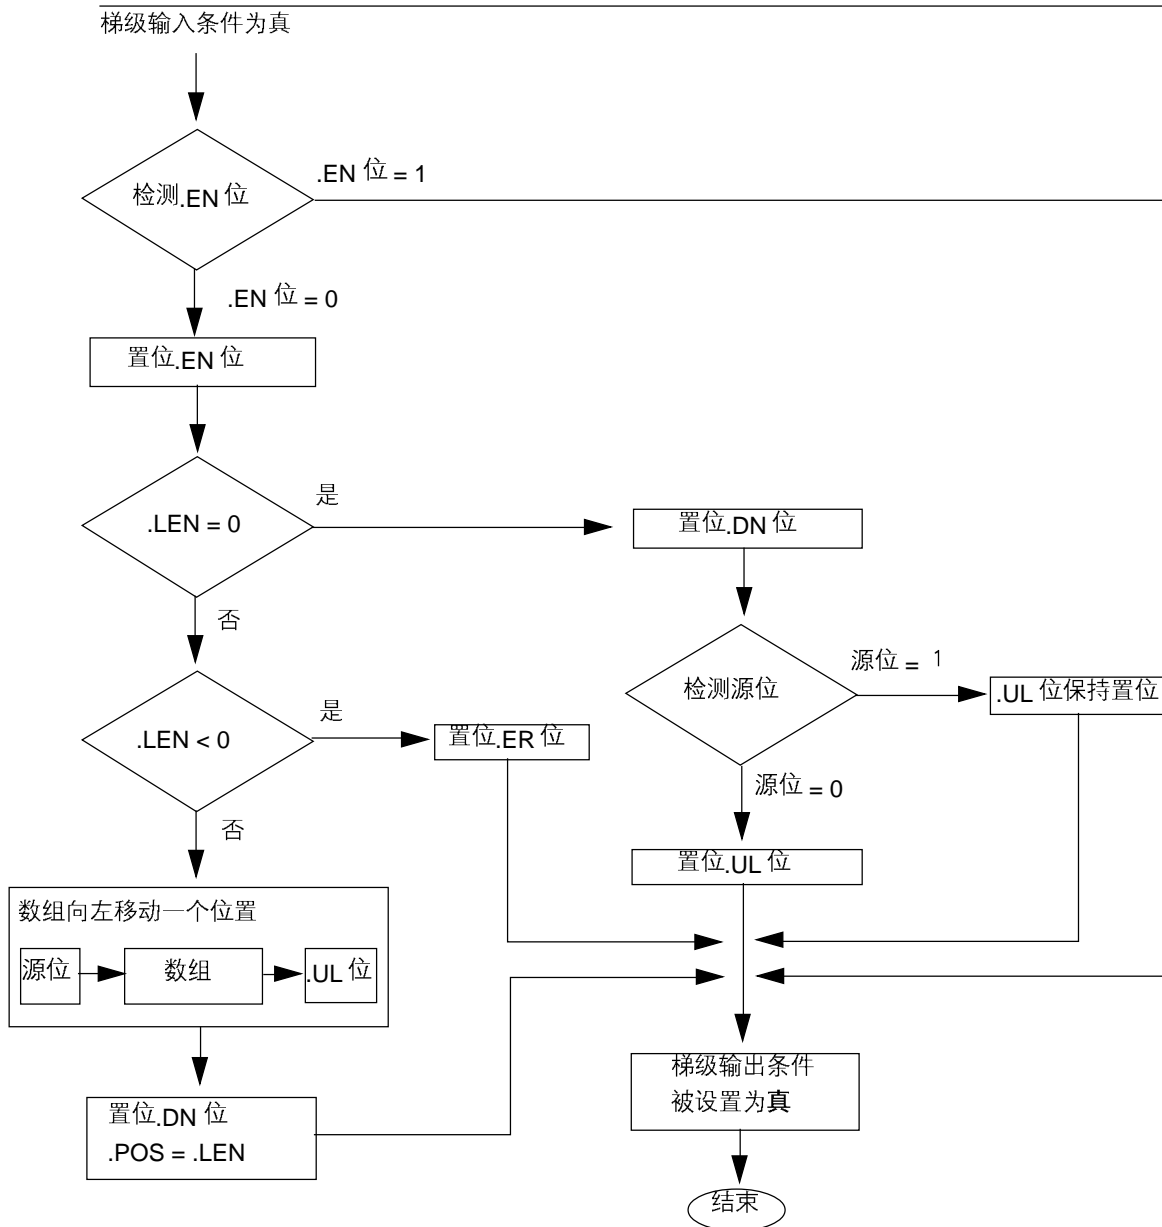 梯级输入条件为真
检测.EN 位
.EN 位 = 1
.EN 位 = 0
置位.EN 位
.LEN = 0
是
置位.DN 位
否
检测源位
源位 = 1
.UL 位保持置位
.LEN < 0
是
置位.ER 位
源位 = 0
否
置位.UL 位
数组向左移动一个位置
源位
数组
.UL 位
梯级输出条件
被设置为真
置位.DN 位
.POS = .LEN
结束